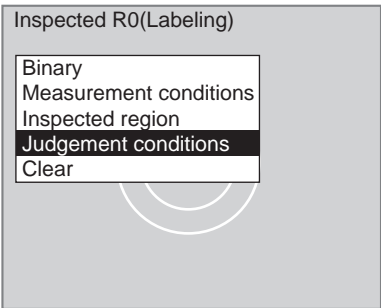 Inspected R0(Labeling)
Binary
Measurement conditions
Inspected region
Judgement conditions
Clear